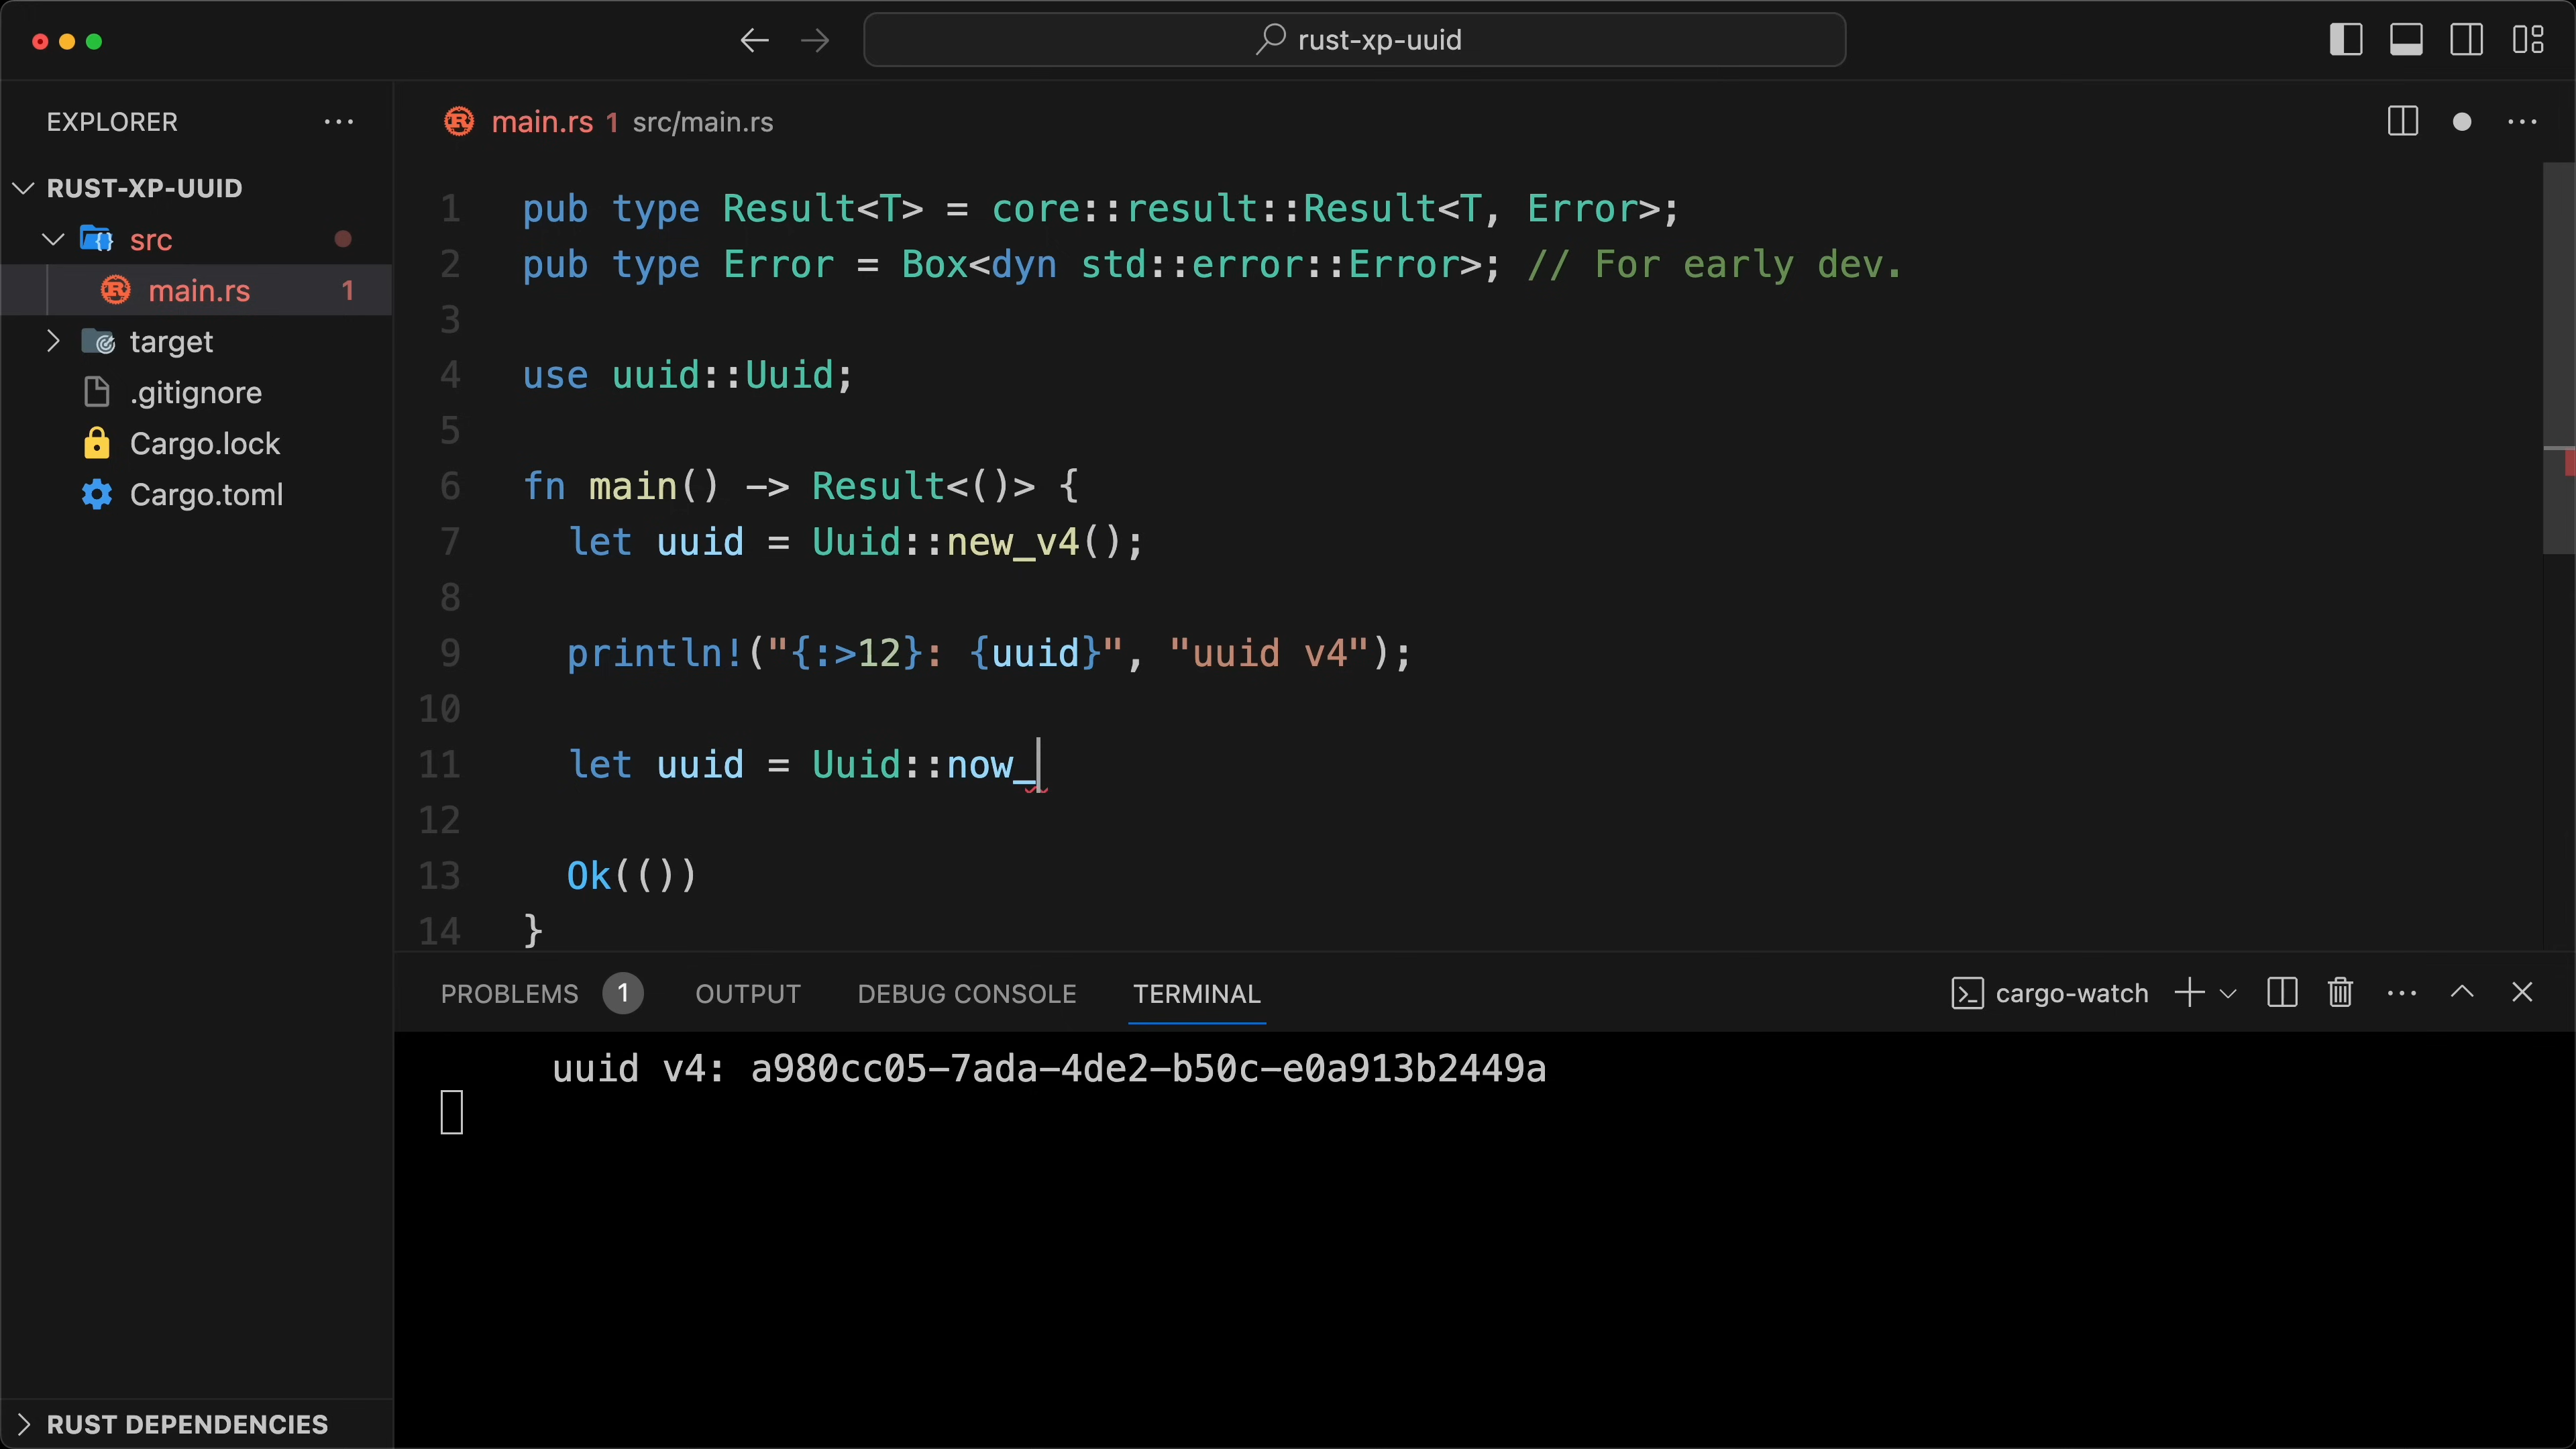 rust-xp-uuid
EXPLORER
RUST-XP-UUID
src
main.rs 1
target
.gitignore
Cargo.lock
Cargo.toml
RUST DEPENDENCIES
main.rs 1 src/main.rs
1 pub type Result<T> = core::result::Result<T, Error>;
2 pub type Error = Box<dyn std::error::Error>; // For early dev.
3
4 use uuid::Uuid;
5
6 fn main() -> Result<()> {
7   let uuid = Uuid::new_v4();
8
9   println!("{:>12}: {uuid}", "uuid v4");
10
11   let uuid = Uuid::now_
12
13   Ok(())
14 }
PROBLEMS 1 OUTPUT DEBUG CONSOLE TERMINAL cargo-watch
uuid v4: a980cc05-7ada-4de2-b50c-e0a913b2449a